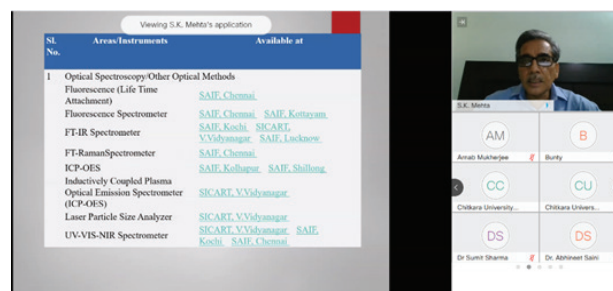 Viewing S.K. Mehta's application
Sl. No. Areas/Instruments Available at
1 Optical Spectroscopy/Other Optical Methods
Fluorescence (Life Time Attachment) SAIF, Chennai
Fluorescence Spectrometer SAIF, Chennai SAIF, Kottayam
FT-IR Spectrometer SAIF, Kochi SICART, V.Vidyanagar SAIF, Lucknow
FT-RamanSpectrometer SAIF, Chennai
ICP-OES SAIF, Kolhapur SAIF, Shillong
Inductively Coupled Plasma Optical Emission Spectrometer (ICP-OES) SICART, V.Vidyanagar
Laser Particle Size Analyzer SICART, V.Vidyanagar
UV-VIS-NIR Spectrometer SICART, V.Vidyanagar SAIF, Kochi SAIF, Chennai
S.K. Mehta
AM B
Arnab Mukherjee Bunty
CC CU
Chitkara University... Chitkara Univers...
DS DS
Dr Sumit Sharma Dr. Abhineet Saini